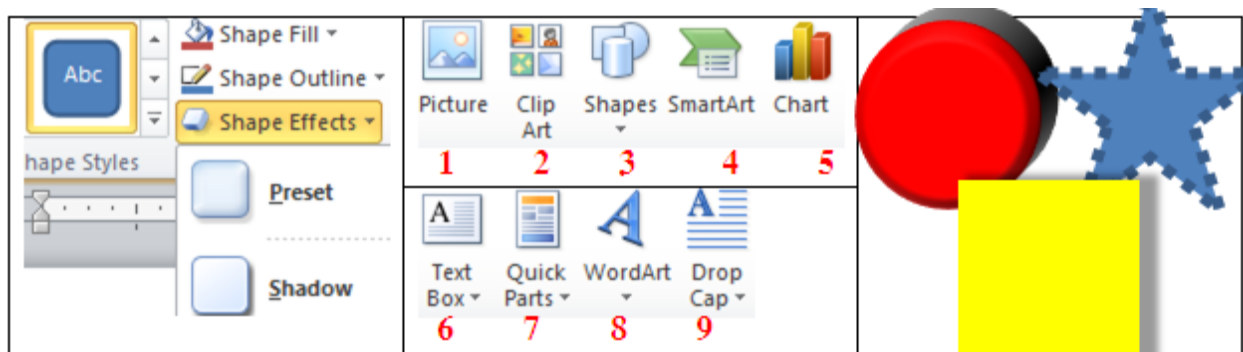 Abc
Shape Fill
Shape Outline
Shape Effects
hape Styles
Preset
Shadow
Picture Clip Art Shapes SmartArt Chart
1 2 3 4 5
A A A
Text Box Quick Parts WordArt Drop Cap
6 7 8 9